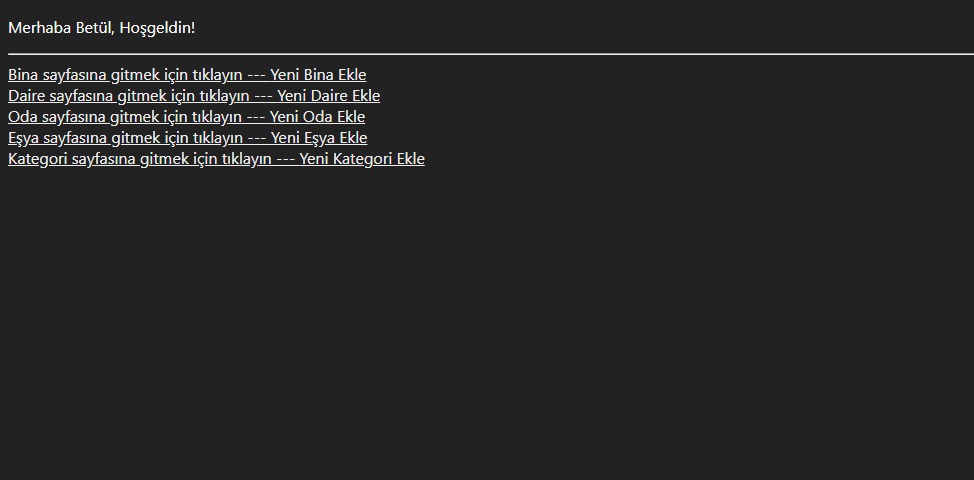 Merhaba Betül, Hoşgeldin!
Bina sayfasına gitmek için tıklayın --- Yeni Bina Ekle
Daire sayfasına gitmek için tıklayın --- Yeni Daire Ekle
Oda sayfasına gitmek için tıklayın --- Yeni Oda Ekle
Eşya sayfasına gitmek için tıklayın --- Yeni Eşya Ekle
Kategori sayfasına gitmek için tıklayın --- Yeni Kategori Ekle